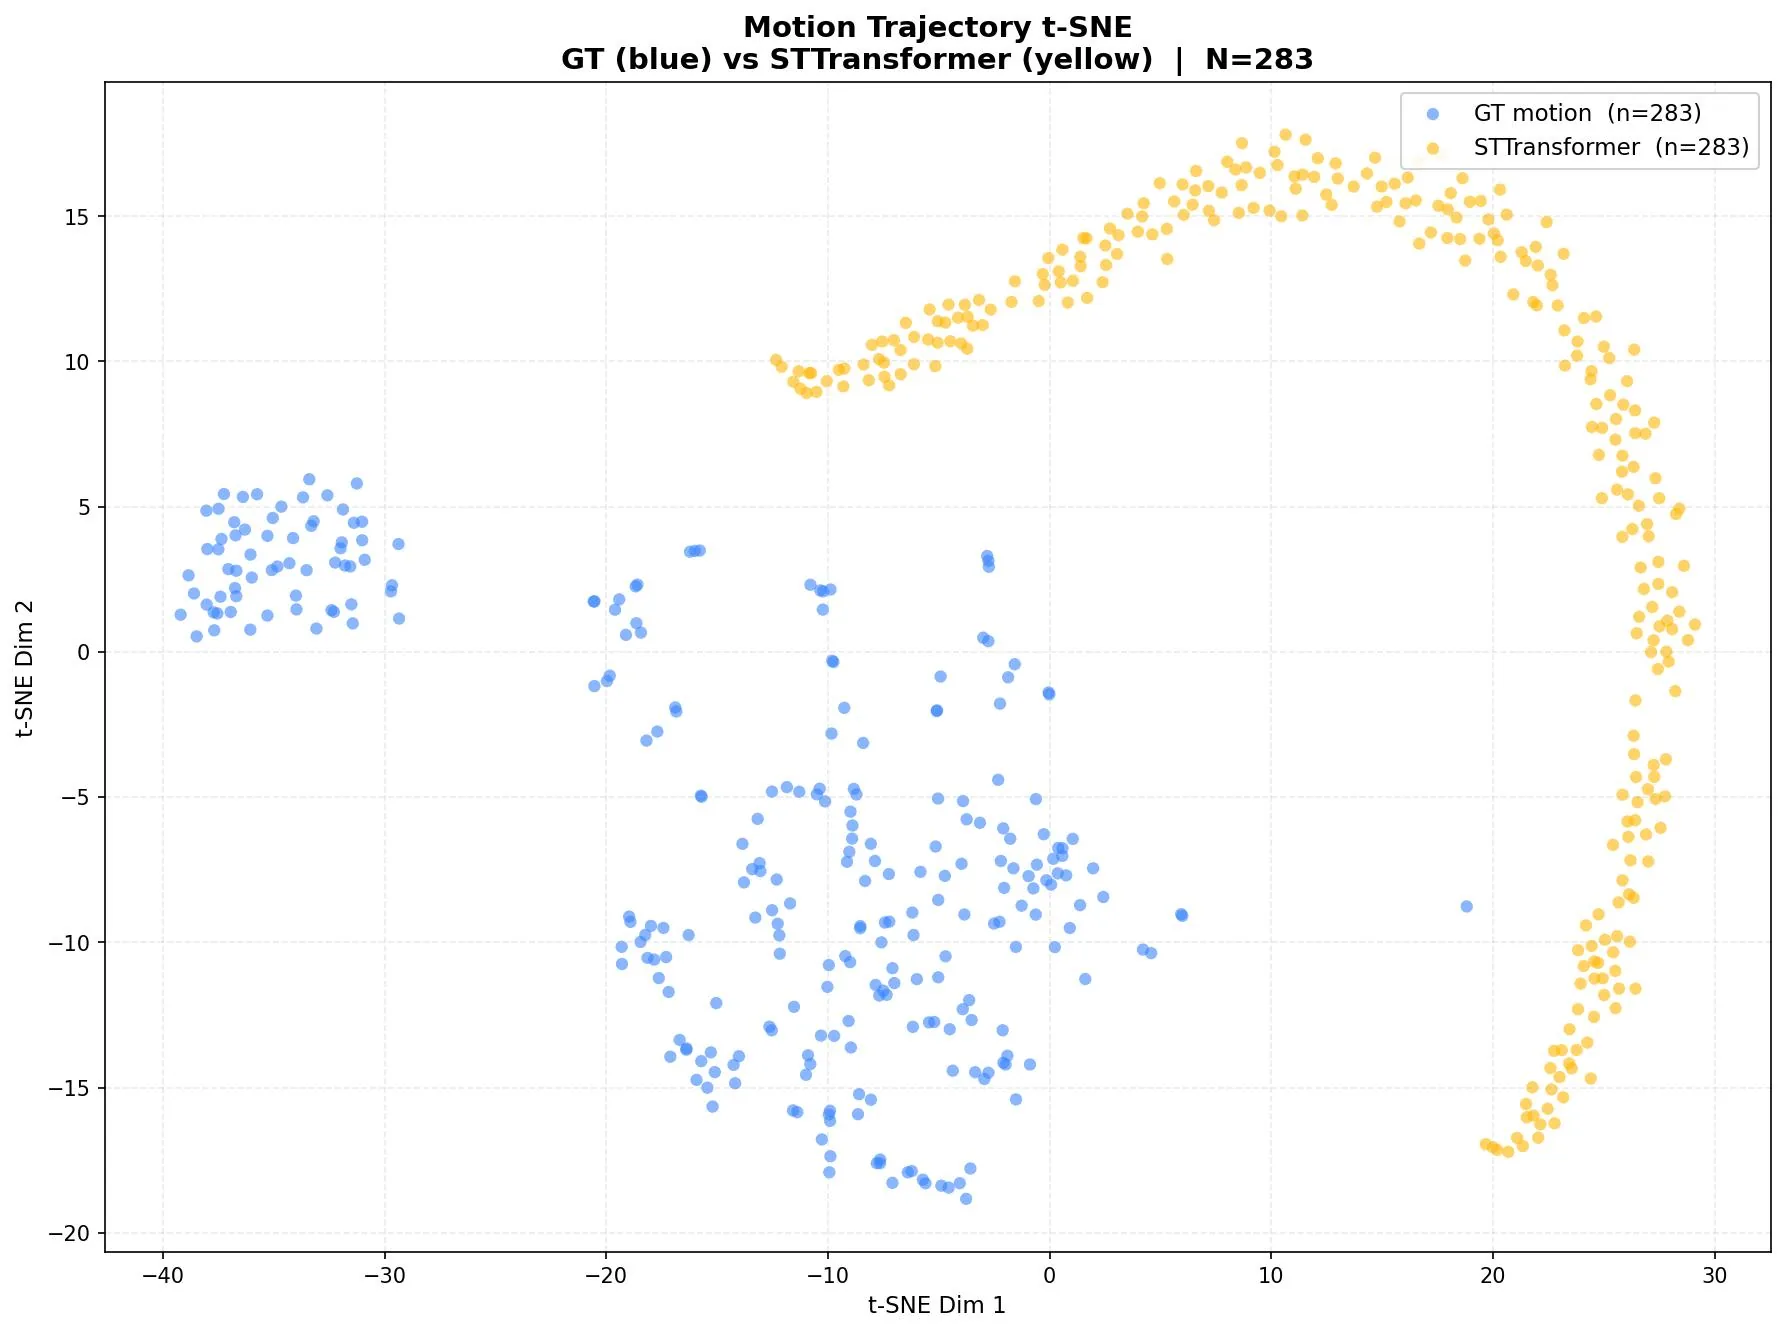 Motion Trajectory t-SNE
GT (blue) vs STTransformer (yellow)  |  N=283
GT motion  (n=283)
STTransformer  (n=283)
15
10
5
0
−5
−10
−15
−20
t-SNE Dim 2
−40
−30
−20
−10
0
10
20
30
t-SNE Dim 1